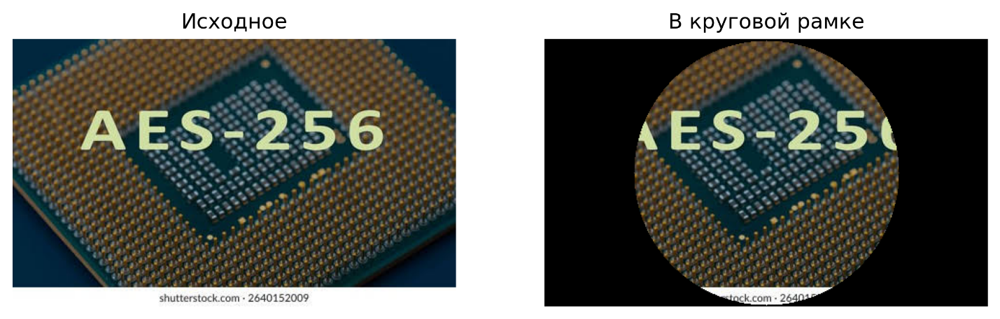 Исходное
В круговой рамке
AES-256
AES-256
shutterstock.com · 2640152009
stock.com · 26401